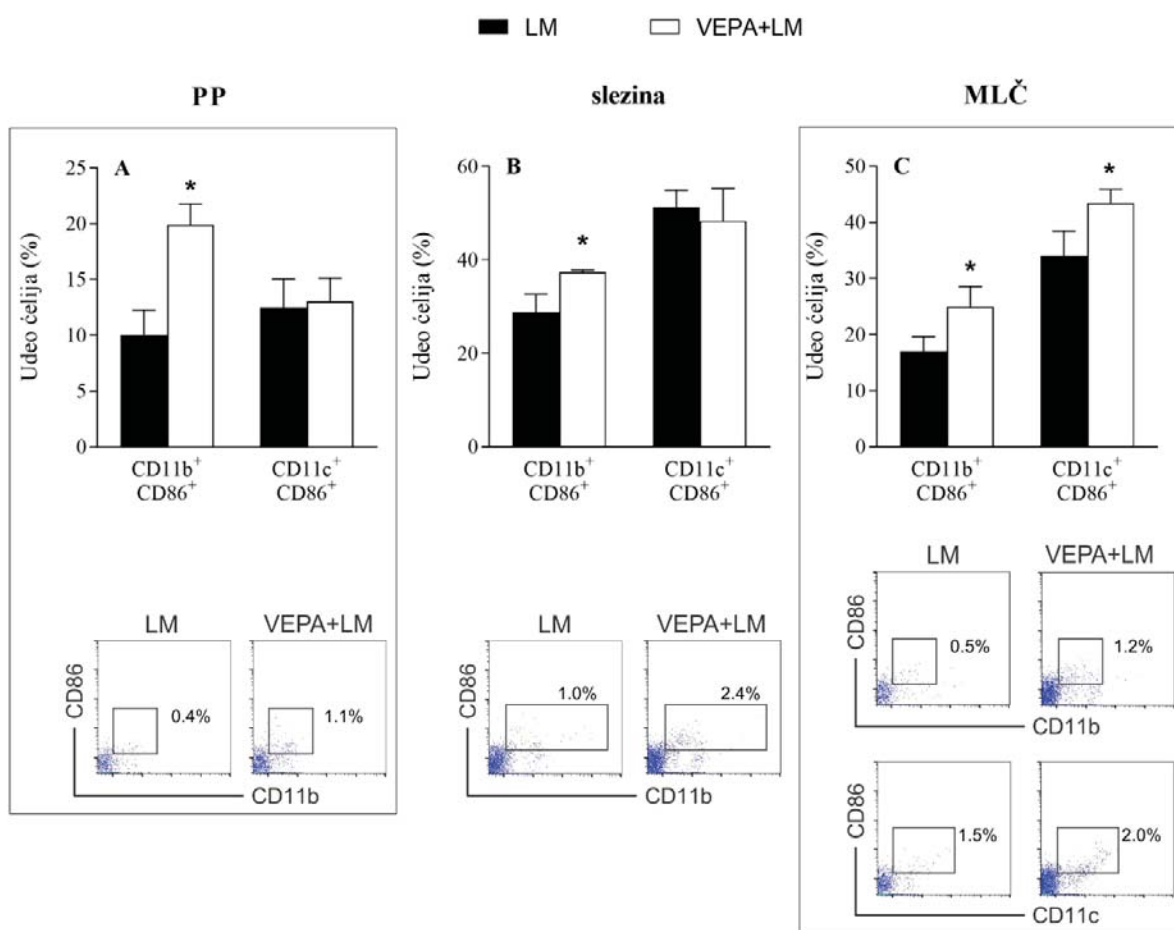 LM VEPA+LM
PP slezina MLČ
A
Udeo ćelija (%)
25
20
15
10
5
0
*
CD11b+ CD11c+
CD86+ CD86+
B
Udeo ćelija (%)
60
40
20
0
*
CD11b+ CD11c+
CD86+ CD86+
C
Udeo ćelija (%)
50
40
30
20
10
0
*
*
CD11b+ CD11c+
CD86+ CD86+
LM VEPA+LM
CD86
0.4% 1.1%
CD11b
LM VEPA+LM
CD86
1.0% 2.4%
CD11b
LM VEPA+LM
CD86
0.5% 1.2%
CD11b
CD86
1.5% 2.0%
CD11c